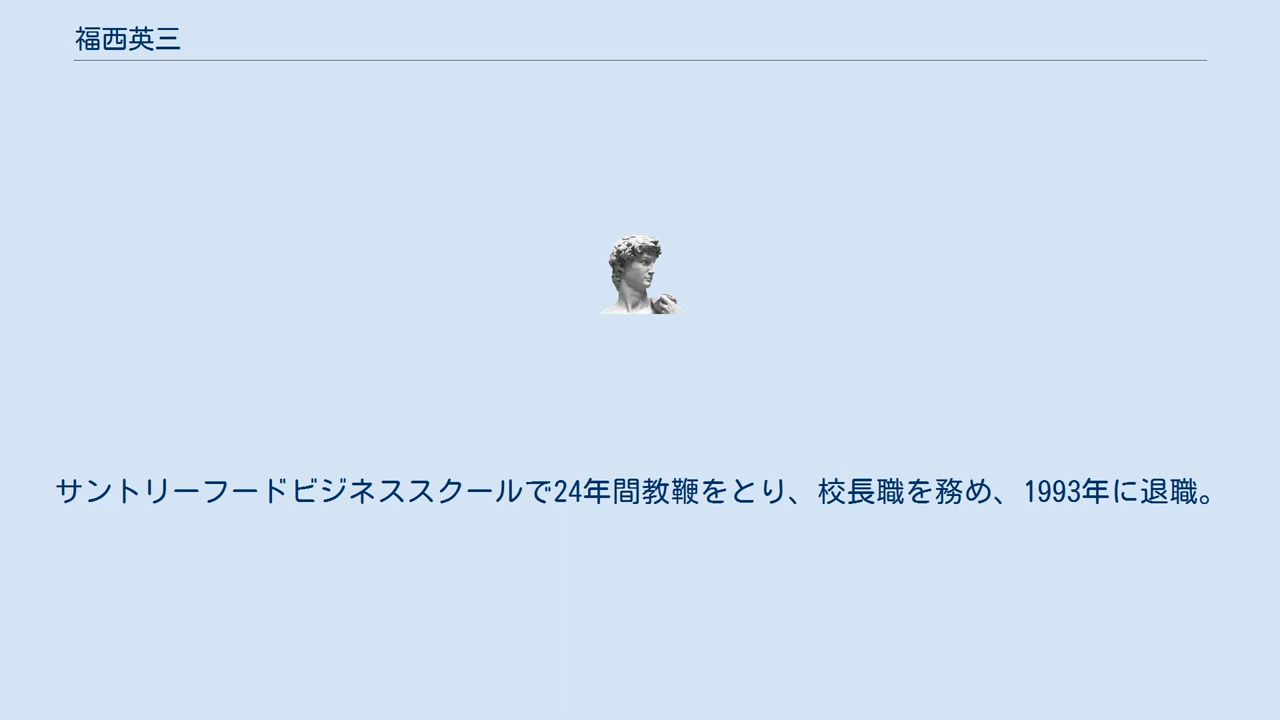 福西英三
サントリーフードビジネススクールで24年間教鞭をとり、校長職を務め、1993年に退職。